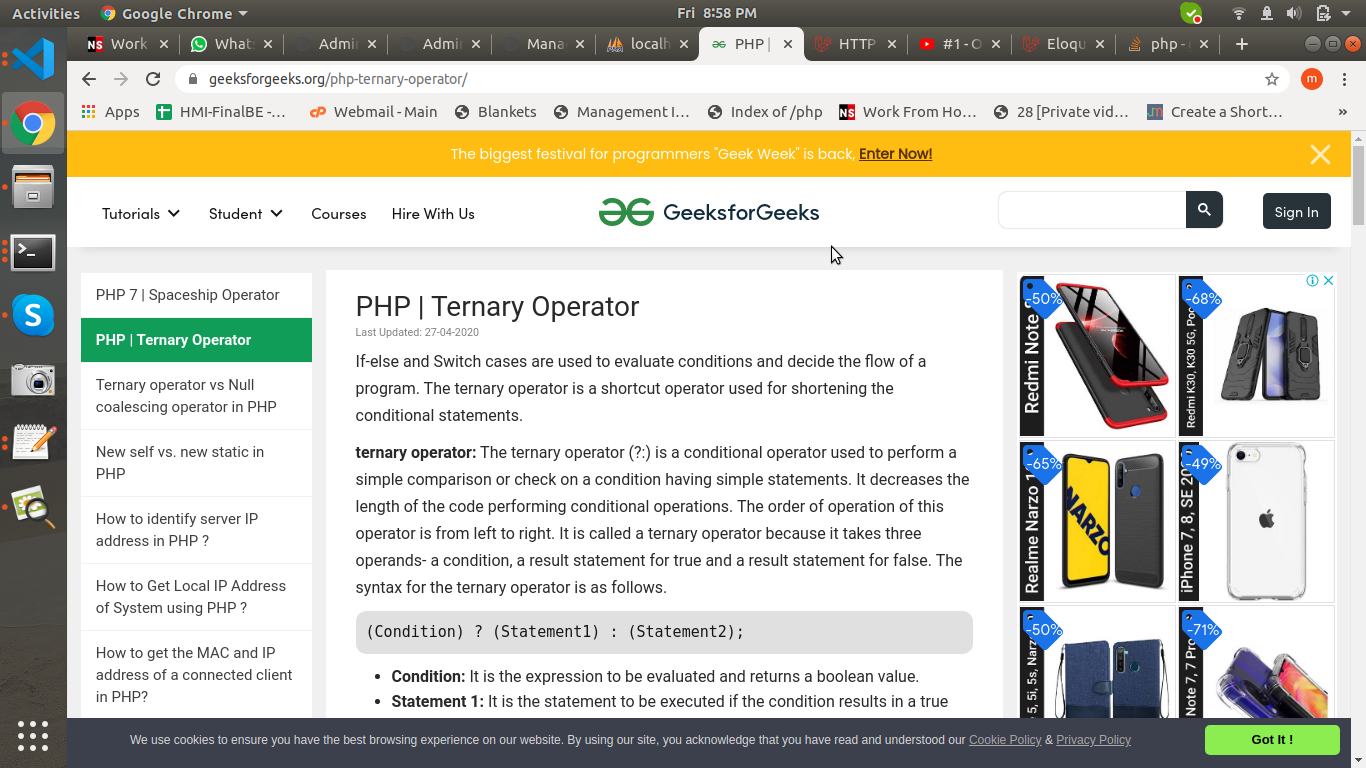 Activities
Google Chrome
Fri 8:58 PM
Work
What
Admi
Admi
Mana
localh
PHP |
HTTP
#1 - O
Eloqu
php -
geeksforgeeks.org/php-ternary-operator/
m
Apps
HMI-FinalBE -...
Webmail - Main
Blankets
Management I...
Index of /php
Work From Ho...
28 [Private vid...
Create a Short...
»
The biggest festival for programmers "Geek Week" is back, Enter Now!
Tutorials
Student
Courses
Hire With Us
GeeksforGeeks
Sign In
PHP 7 | Spaceship Operator
PHP | Ternary Operator
Ternary operator vs Null
coalescing operator in PHP
New self vs. new static in
PHP
How to identify server IP
address in PHP ?
How to Get Local IP Address
of System using PHP ?
How to get the MAC and IP
address of a connected client
in PHP?
PHP | Ternary Operator
Last Updated: 27-04-2020
If-else and Switch cases are used to evaluate conditions and decide the flow of a
program. The ternary operator is a shortcut operator used for shortening the
conditional statements.
ternary operator: The ternary operator (?:) is a conditional operator used to perform a
simple comparison or check on a condition having simple statements. It decreases the
length of the code performing conditional operations. The order of operation of this
operator is from left to right. It is called a ternary operator because it takes three
operands- a condition, a result statement for true and a result statement for false. The
syntax for the ternary operator is as follows.
(Condition) ? (Statement1) : (Statement2);
• Condition: It is the expression to be evaluated and returns a boolean value.
• Statement 1: It is the statement to be executed if the condition results in a true
-50%
Redmi Note
-68%
Redmi K30, K30 5G, Po
-65%
Realme Narzo 1
NARZO
-49%
iPhone 7, 8, SE 20
-50%
5, 5i, 5s, Narz
-71%
Note 7, 7 Pro
We use cookies to ensure you have the best browsing experience on our website. By using our site, you acknowledge that you have read and understood our Cookie Policy & Privacy Policy
Got It !